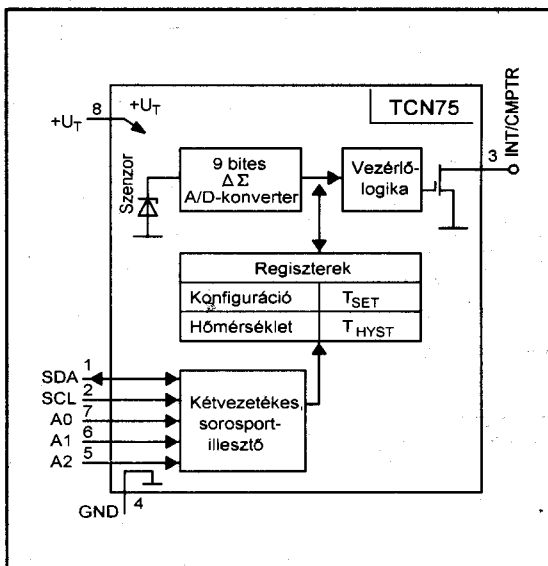 TCN75
8
+U_T
+U_T
INT/CMPTR
3
Szenzor
9 bites
ΔΣ
A/D-konverter
Vezérlő-
logika
Regiszterek
Konfiguráció T_SET
Hőmérséklet T_HYST
SDA 1
SCL 2
A0 7
A1 6
A2 5
Kétvezetékes,
sorosport-
illesztő
GND 4